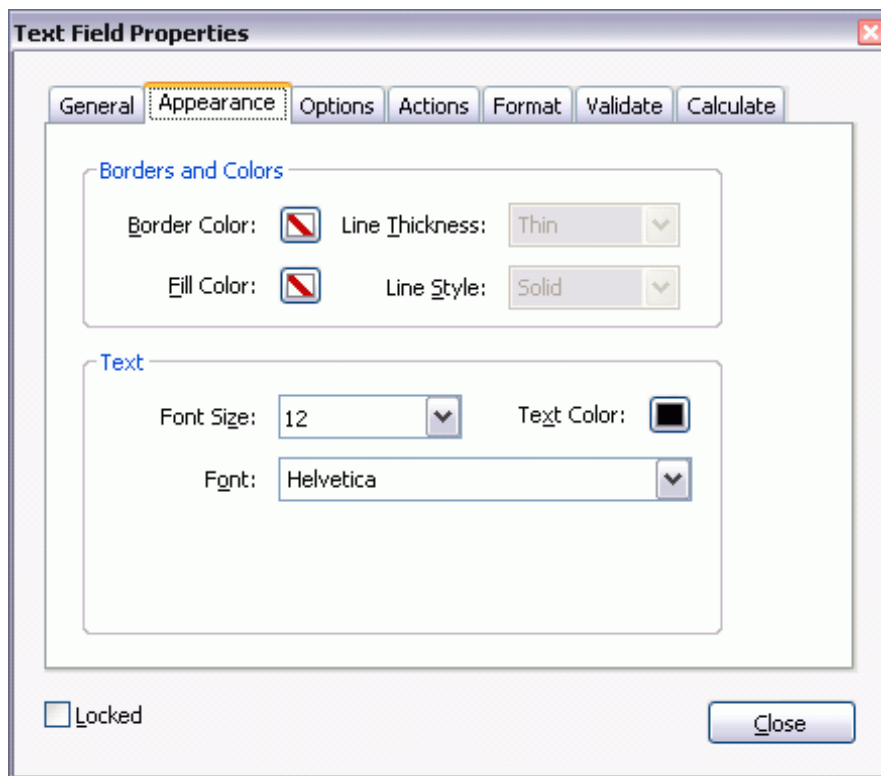 Text Field Properties
General Appearance Options Actions Format Validate Calculate
Borders and Colors
Border Color: Line Thickness: Thin
Fill Color: Line Style: Solid
Text
Font Size: 12 Text Color:
Font: Helvetica
Locked
Close